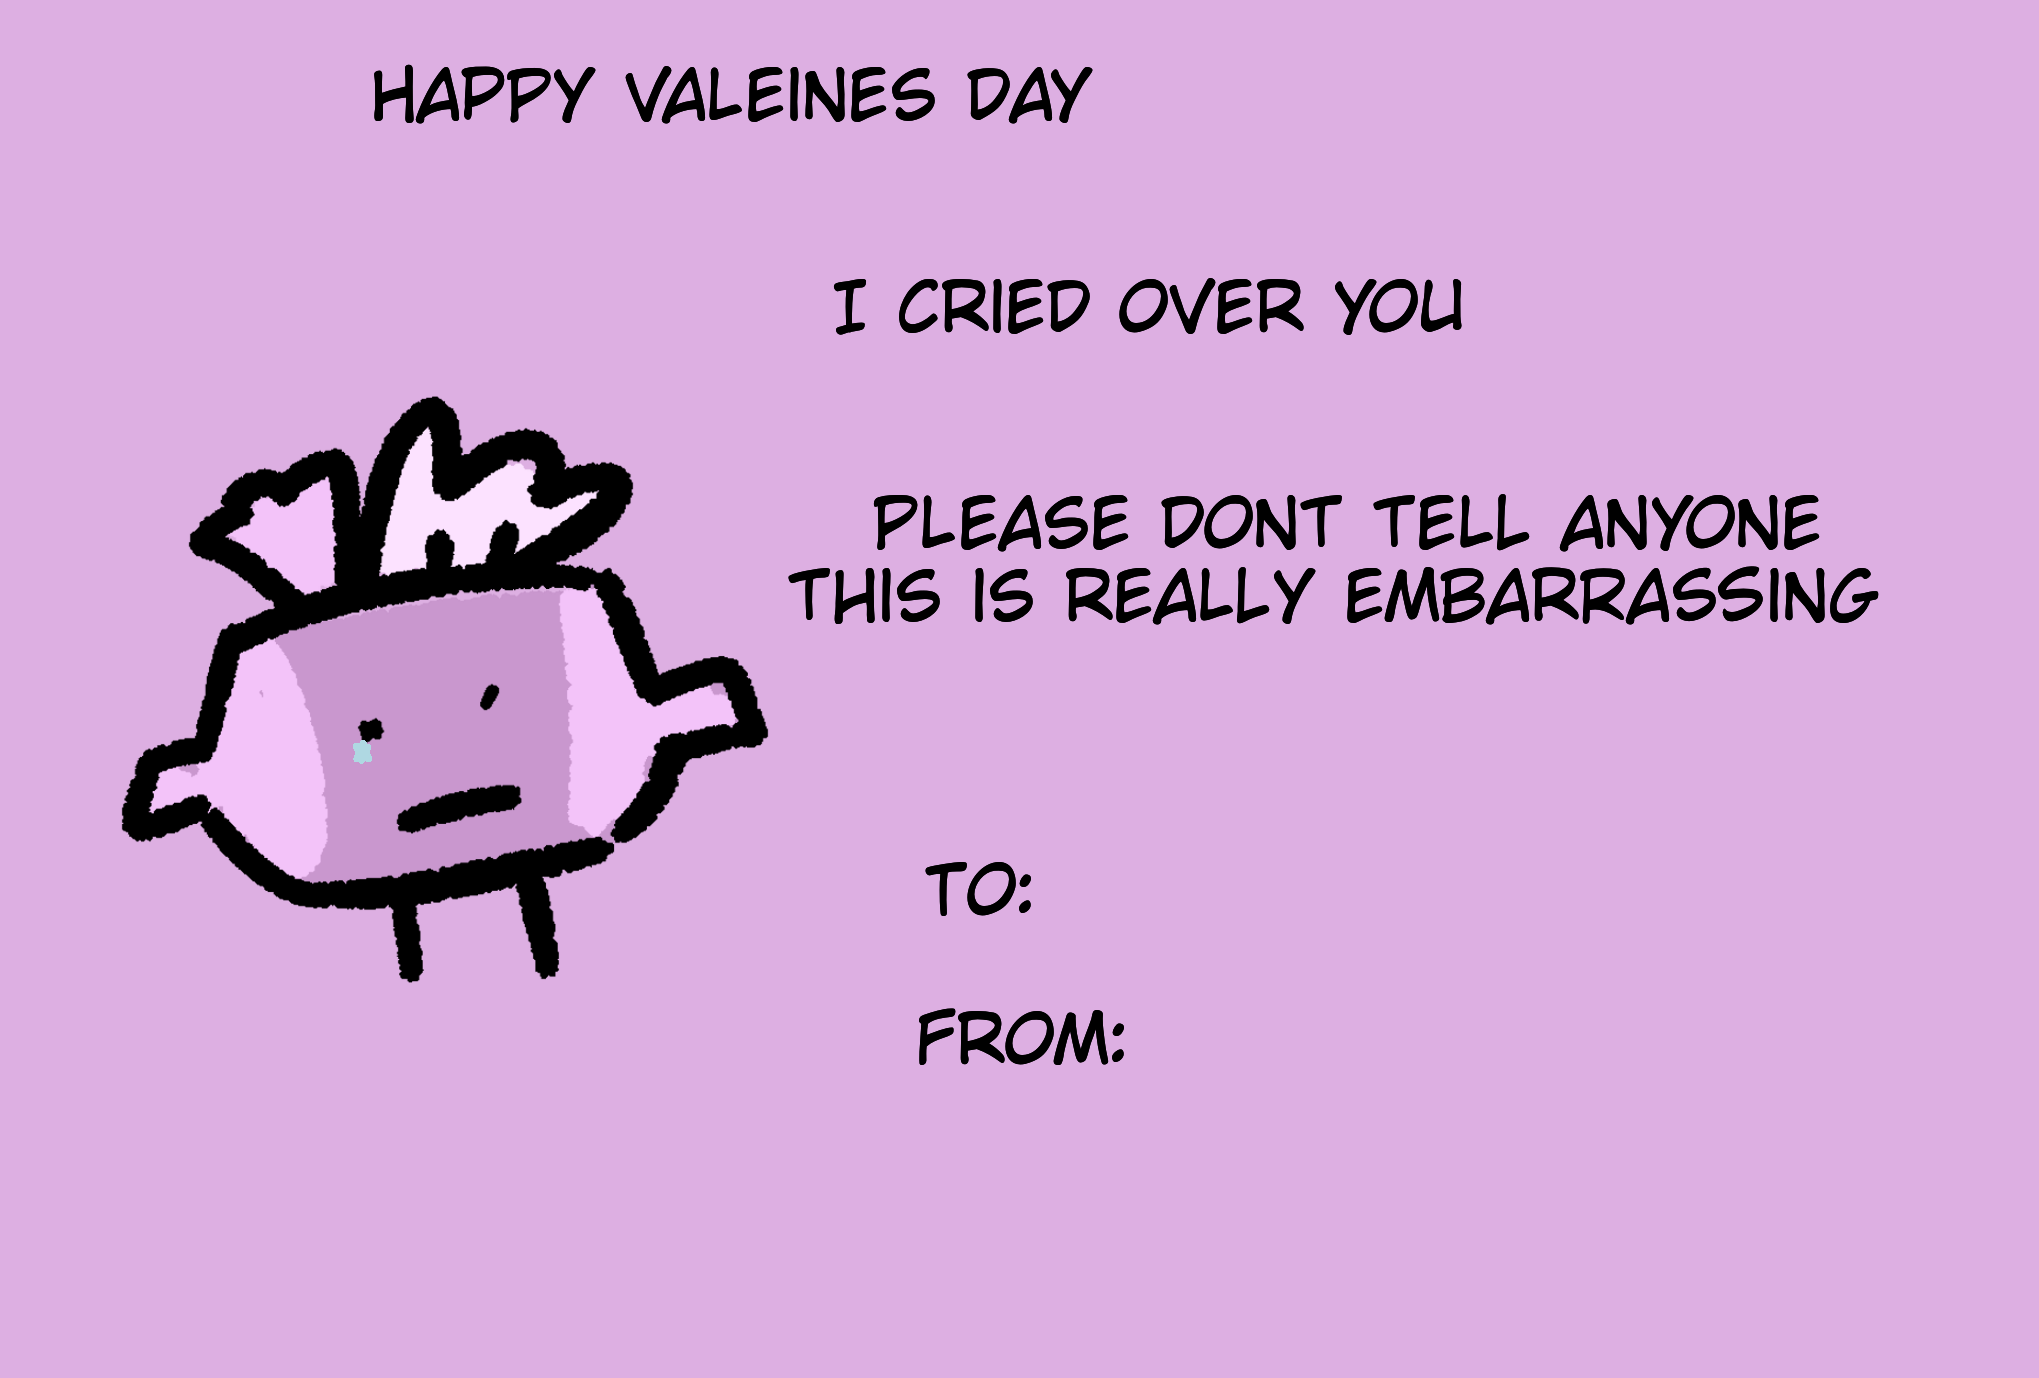 HAPPY VALEINES DAY
I CRIED OVER YOU
PLEASE DONT TELL ANYONE
THIS IS REALLY EMBARRASSING
TO:
FROM: